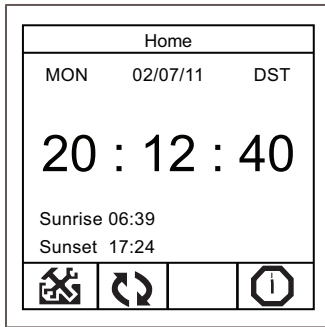 Home
MON 02/07/11 DST
20 : 12 : 40
Sunrise 06:39
Sunset 17:24
i